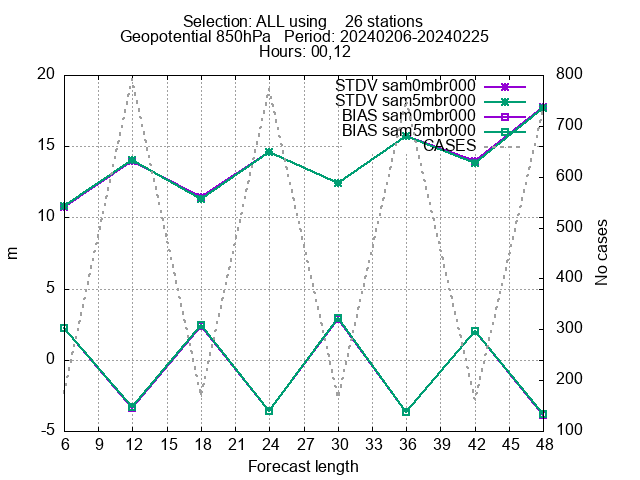 Selection: ALL using    26 stations
Geopotential 850hPa   Period: 20240206-20240225
Hours: 00,12
STDV sam0mbr000
STDV sam5mbr000
BIAS sam0mbr000
BIAS sam5mbr000
CASES
20
15
10
5
0
-5
m
800
700
600
500
400
300
200
100
No cases
6 9 12 15 18 21 24 27 30 33 36 39 42 45 48
Forecast length